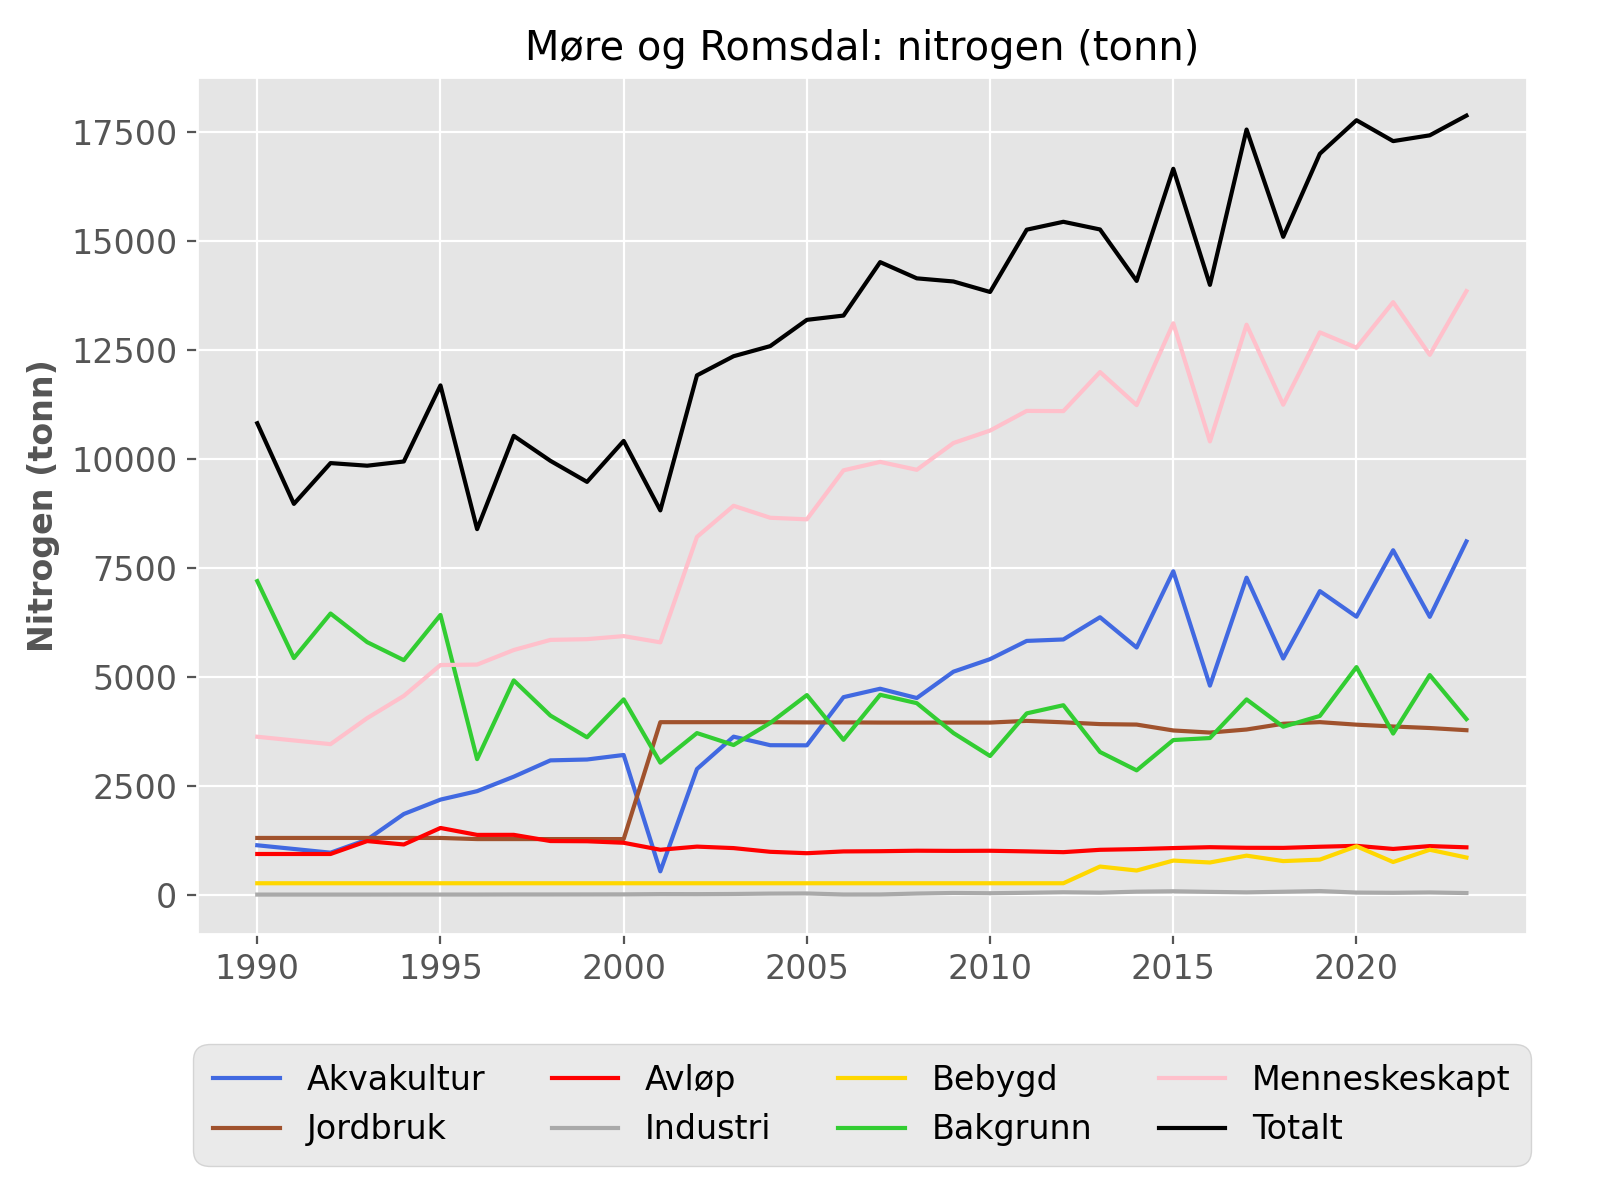 Møre og Romsdal: nitrogen (tonn)
Nitrogen (tonn)
17500
15000
12500
10000
7500
5000
2500
0
1990 1995 2000 2005 2010 2015 2020
Akvakultur Avløp Bebygd Menneskeskapt
Jordbruk Industri Bakgrunn Totalt